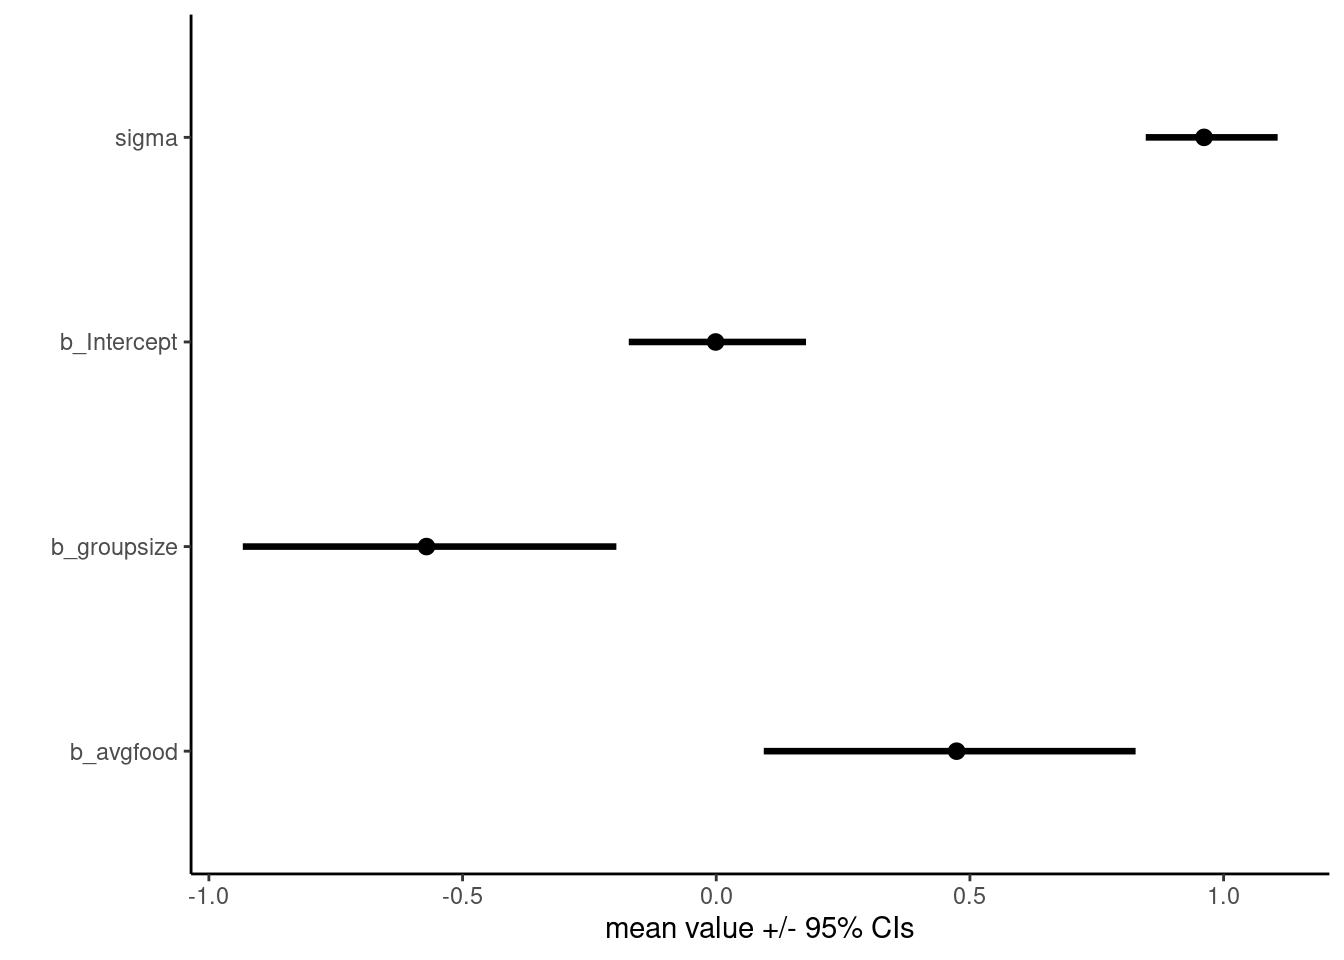 sigma
b_Intercept
b_groupsize
b_avgfood
-1.0 -0.5 0.0 0.5 1.0
mean value +/- 95% CIs